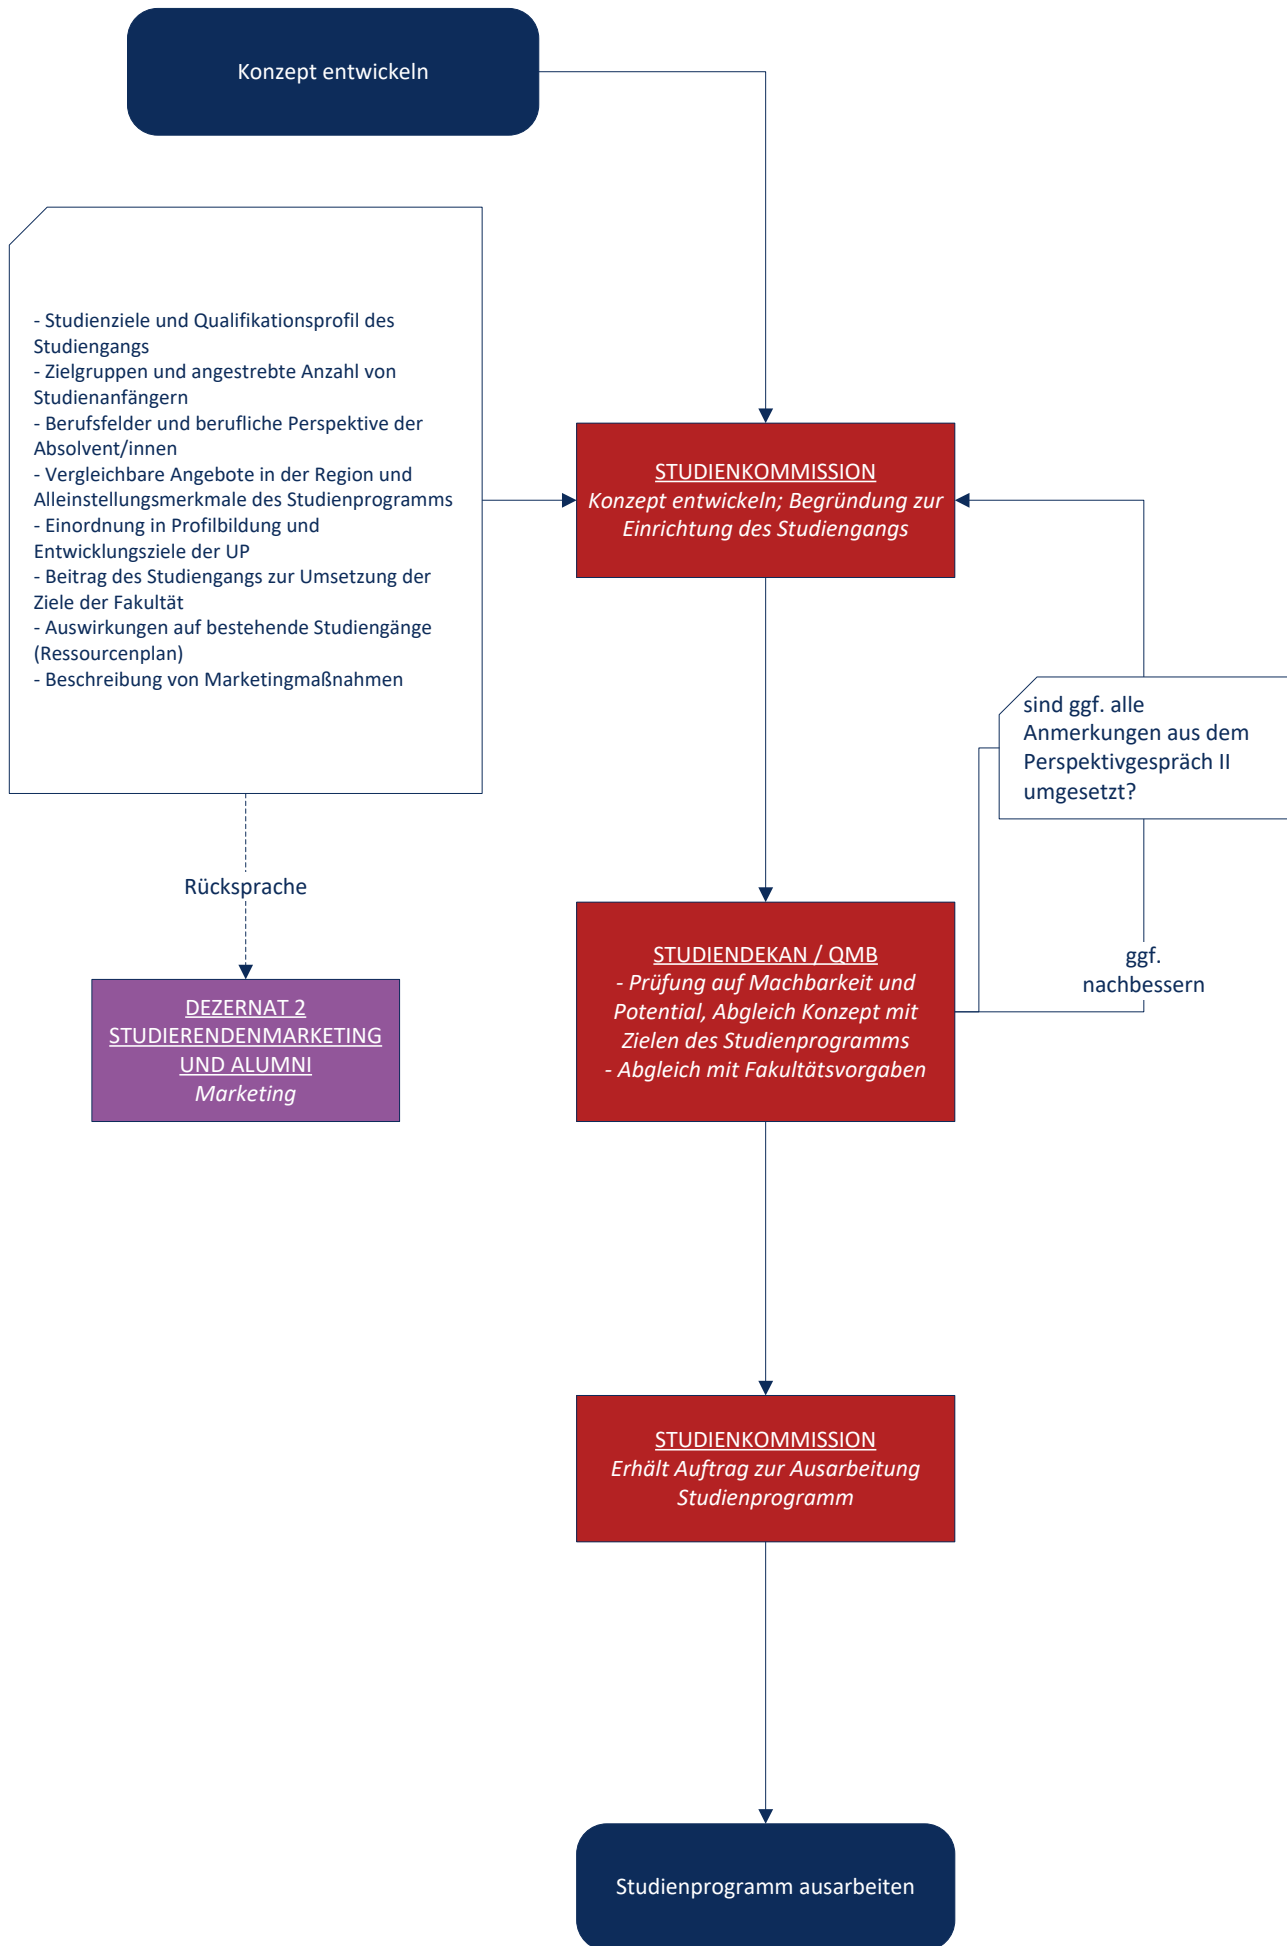 Konzept entwickeln
- Studienziele und Qualifikationsprofil des
Studiengangs
- Zielgruppen und angestrebte Anzahl von
Studienanfängern
- Berufsfelder und berufliche Perspektive der
Absolvent/innen
- Vergleichbare Angebote in der Region und
Alleinstellungsmerkmale des Studienprogramms
- Einordnung in Profilbildung und
Entwicklungsziele der UP
- Beitrag des Studiengangs zur Umsetzung der
Ziele der Fakultät
- Auswirkungen auf bestehende Studiengänge
(Ressourcenplan)
- Beschreibung von Marketingmaßnahmen
STUDIENKOMMISSION
Konzept entwickeln; Begründung zur
Einrichtung des Studiengangs
sind ggf. alle
Anmerkungen aus dem
Perspektivgespräch II
umgesetzt?
Rücksprache
DEZERNAT 2
STUDIERENDENMARKETING
UND ALUMNI
Marketing
STUDIENDEKAN / QMB
- Prüfung auf Machbarkeit und
Potential, Abgleich Konzept mit
Zielen des Studienprogramms
- Abgleich mit Fakultätsvorgaben
ggf.
nachbessern
STUDIENKOMMISSION
Erhält Auftrag zur Ausarbeitung
Studienprogramm
Studienprogramm ausarbeiten